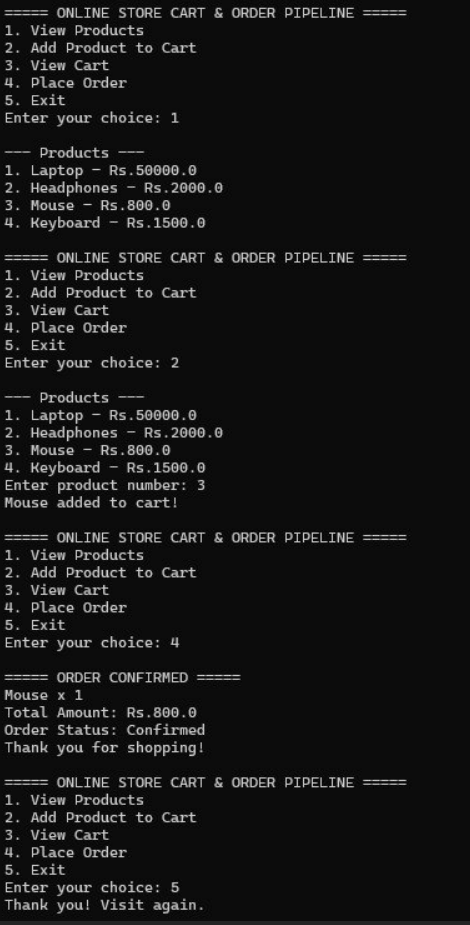 ===== ONLINE STORE CART & ORDER PIPELINE =====
1. View Products
2. Add Product to Cart
3. View Cart
4. Place Order
5. Exit
Enter your choice: 1
--- Products ---
1. Laptop - Rs.50000.0
2. Headphones - Rs.2000.0
3. Mouse - Rs.800.0
4. Keyboard - Rs.1500.0
===== ONLINE STORE CART & ORDER PIPELINE =====
1. View Products
2. Add Product to Cart
3. View Cart
4. Place Order
5. Exit
Enter your choice: 2
--- Products ---
1. Laptop - Rs.50000.0
2. Headphones - Rs.2000.0
3. Mouse - Rs.800.0
4. Keyboard - Rs.1500.0
Enter product number: 3
Mouse added to cart!
===== ONLINE STORE CART & ORDER PIPELINE =====
1. View Products
2. Add Product to Cart
3. View Cart
4. Place Order
5. Exit
Enter your choice: 4
===== ORDER CONFIRMED =====
Mouse x 1
Total Amount: Rs.800.0
Order Status: Confirmed
Thank you for shopping!
===== ONLINE STORE CART & ORDER PIPELINE =====
1. View Products
2. Add Product to Cart
3. View Cart
4. Place Order
5. Exit
Enter your choice: 5
Thank you! Visit again.